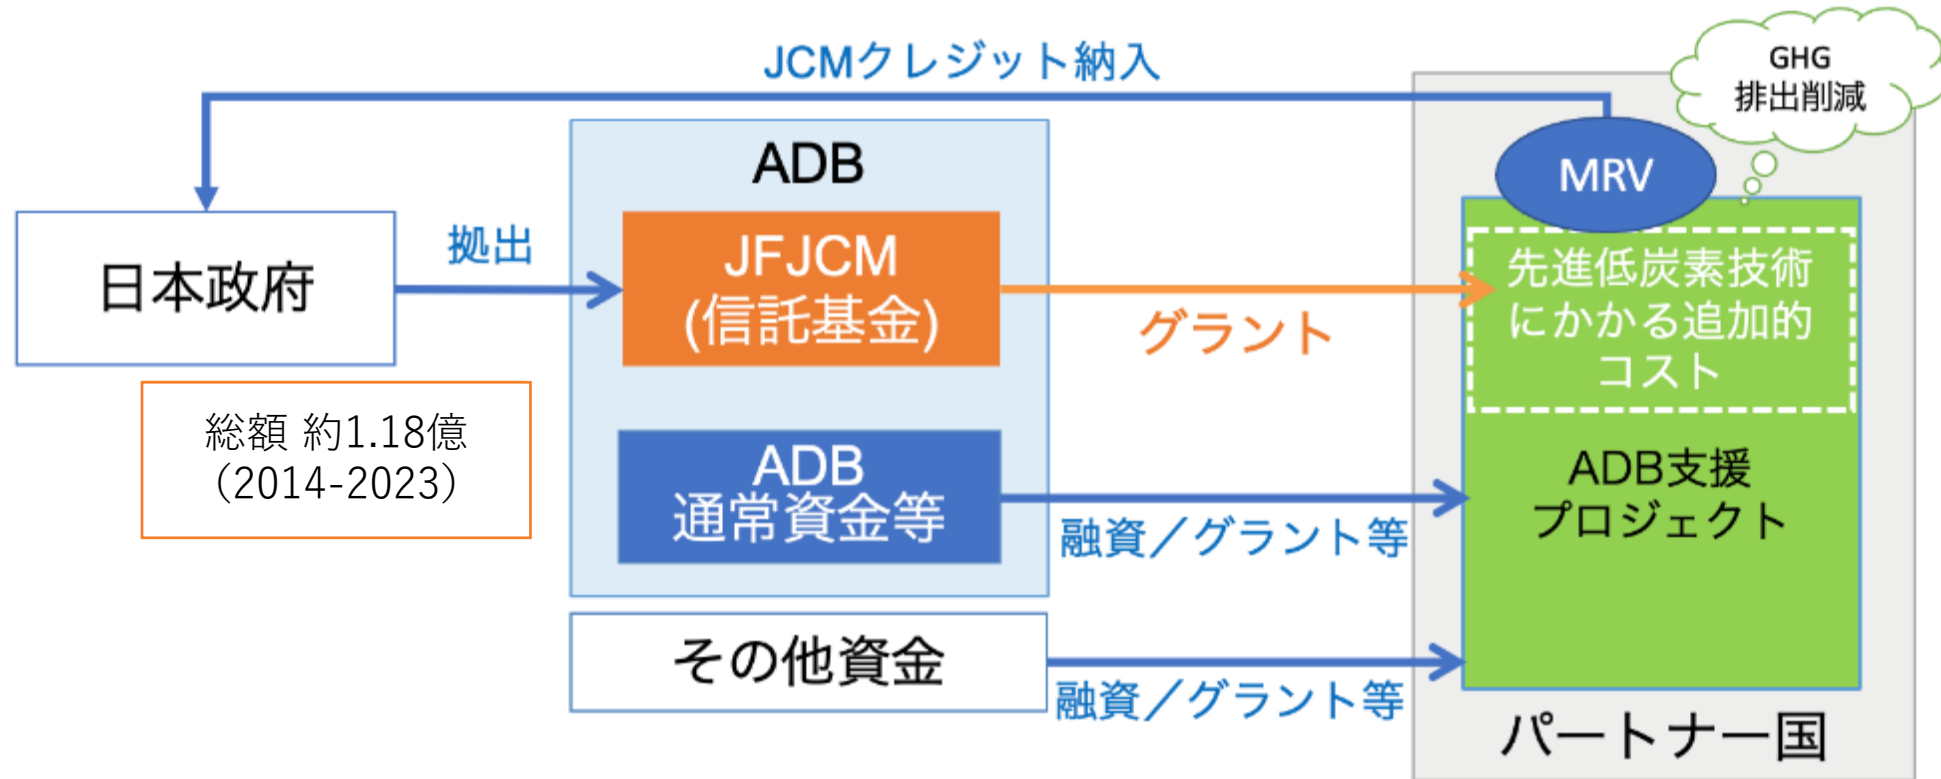 JCMクレジット納入
GHG
排出削減
MRV
ADB
日本政府
拠出
JFJCM
(信託基金)
グラント
先進低炭素技術
にかかる追加的
コスト
総額 約1.18億
（2014-2023）
ADB
通常資金等
融資／グラント等
ADB支援
プロジェクト
その他資金
融資／グラント等
パートナー国